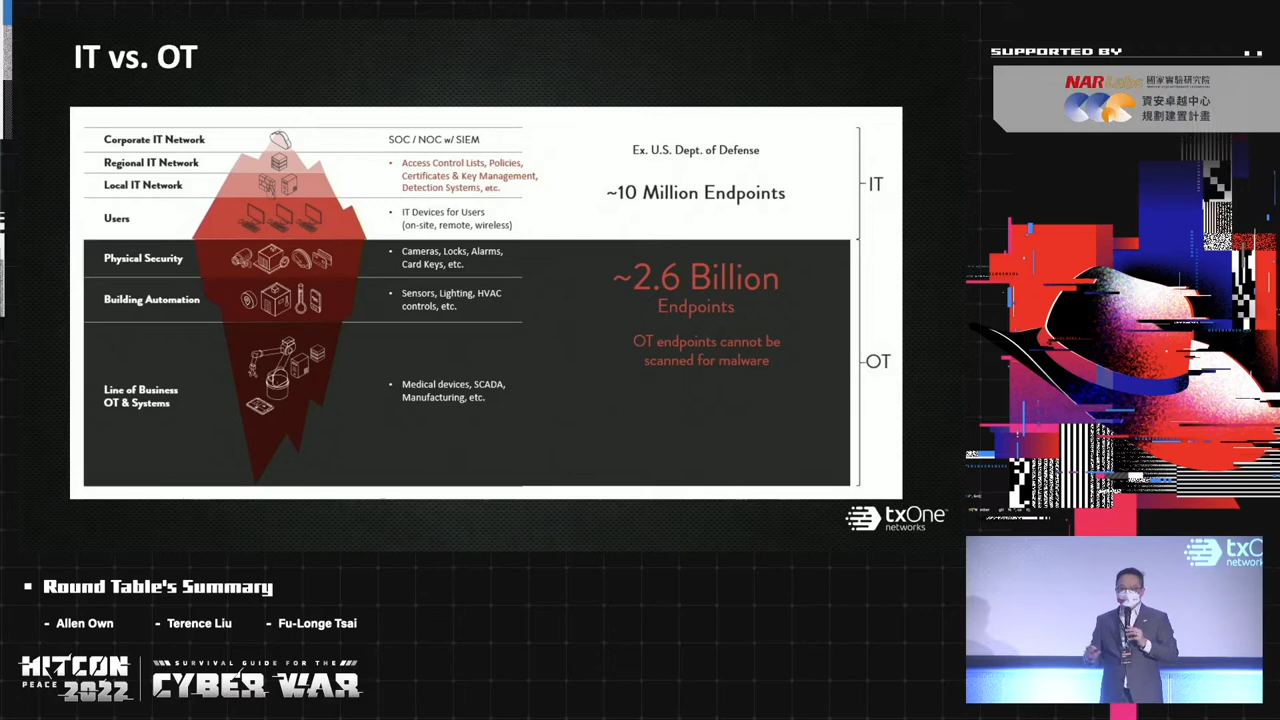 IT vs. OT
Corporate IT Network
SOC / NOC w/ SIEM
Regional IT Network
Local IT Network
• Access Control Lists, Policies,
Certificates & Key Management,
Detection Systems, etc.
Users
• IT Devices for Users
(on-site, remote, wireless)
Ex. U.S. Dept. of Defense
~10 Million Endpoints
IT
Physical Security
• Cameras, Locks, Alarms,
Card Keys, etc.
Building Automation
• Sensors, Lighting, HVAC
controls, etc.
Line of Business
OT & Systems
• Medical devices, SCADA,
Manufacturing, etc.
~2.6 Billion
Endpoints
OT endpoints cannot be
scanned for malware
OT
txOne
networks
SUPPORTED BY
NARLabs 國家實驗研究院
資安卓越中心
規劃建置計畫
txO
network
Round Table's Summary
- Allen Own - Terence Liu - Fu-Longe Tsai
HITCON
PEACE 2022
SURVIVAL GUIDE FOR THE
CYBER WAR